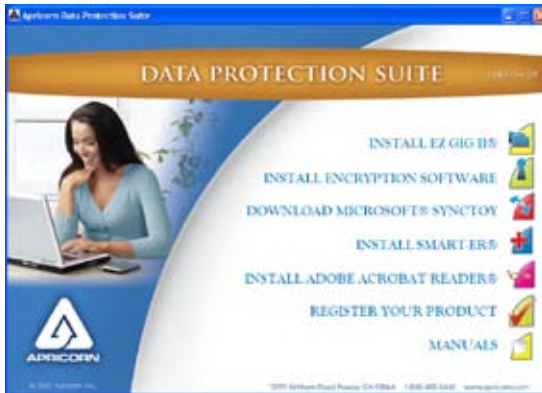 Apricorn Data Protection Suite
DATA PROTECTION SUITE
INSTALL EZ GIG II®
INSTALL ENCRYPTION SOFTWARE
DOWNLOAD MICROSOFT® SYNCTOY
INSTALL SMART-ER®
INSTALL ADOBE ACROBAT READER®
REGISTER YOUR PRODUCT
MANUALS
APRICORN